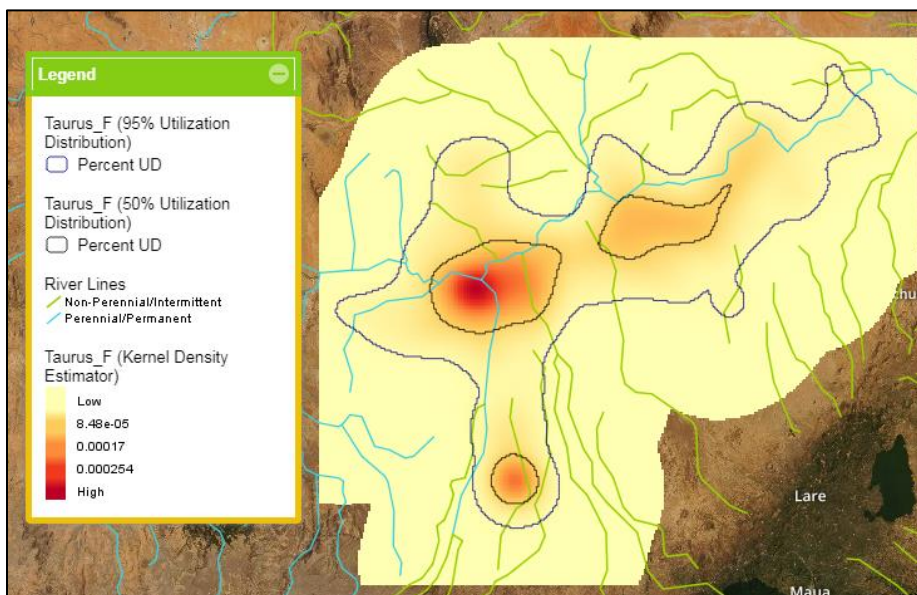 Legend
Taurus_F (95% Utilization
Distribution)
Percent UD
Taurus_F (50% Utilization
Distribution)
Percent UD
River Lines
Non-Perennial/Intermittent
Perennial/Permanent
Taurus_F (Kernel Density
Estimator)
Low
8.48e-05
0.00017
0.000254
High
chu
Lare
Maua